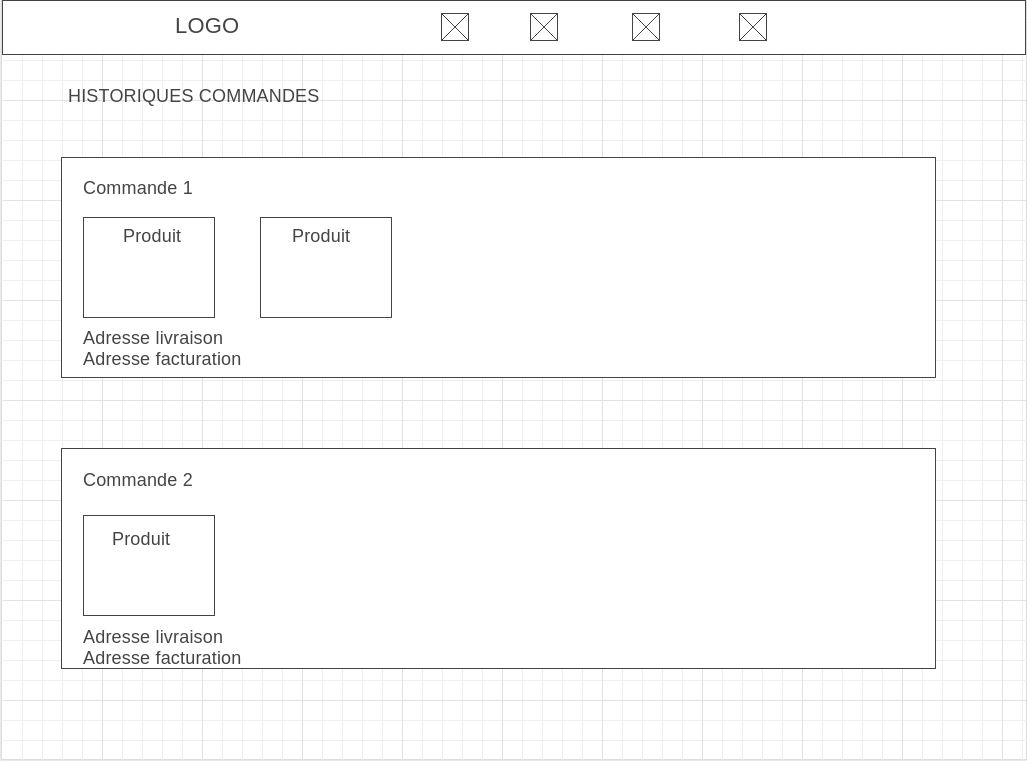 LOGO
HISTORIQUES COMMANDES
Commande 1
Produit Produit
Adresse livraison
Adresse facturation
Commande 2
Produit
Adresse livraison
Adresse facturation